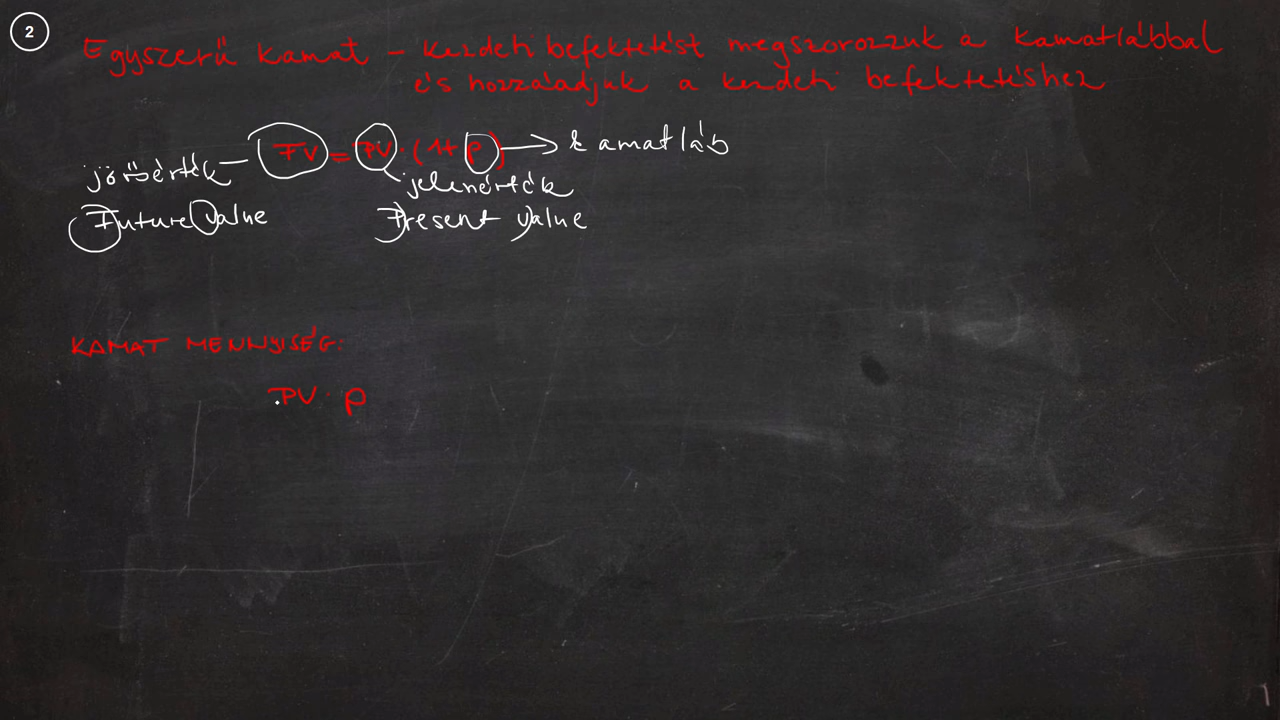 2
Egyszerű kamat – kezdeti befektetést megszorozzuk a kamatlábbal
és hozzáadjuk a kezdeti befektetéshez
FV = PV · (1+p) → kamatláb
jövőérték
jelenérték
Future Value
Present Value
KAMAT MENNYISÉG:
PV · p